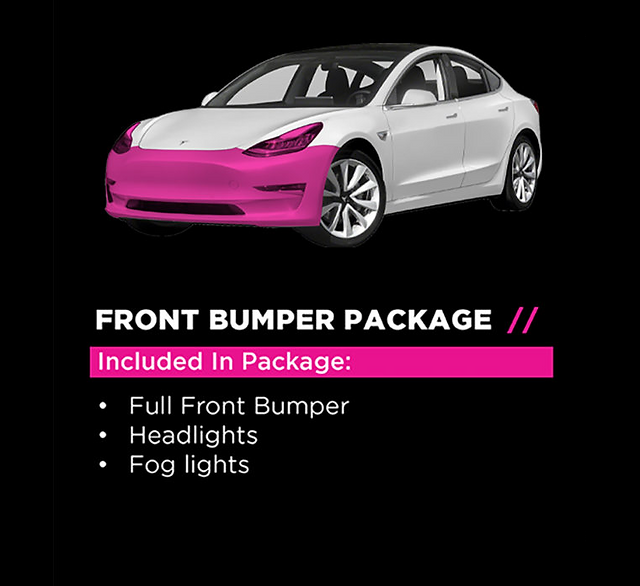 FRONT BUMPER PACKAGE //
Included In Package:
• Full Front Bumper
• Headlights
• Fog lights